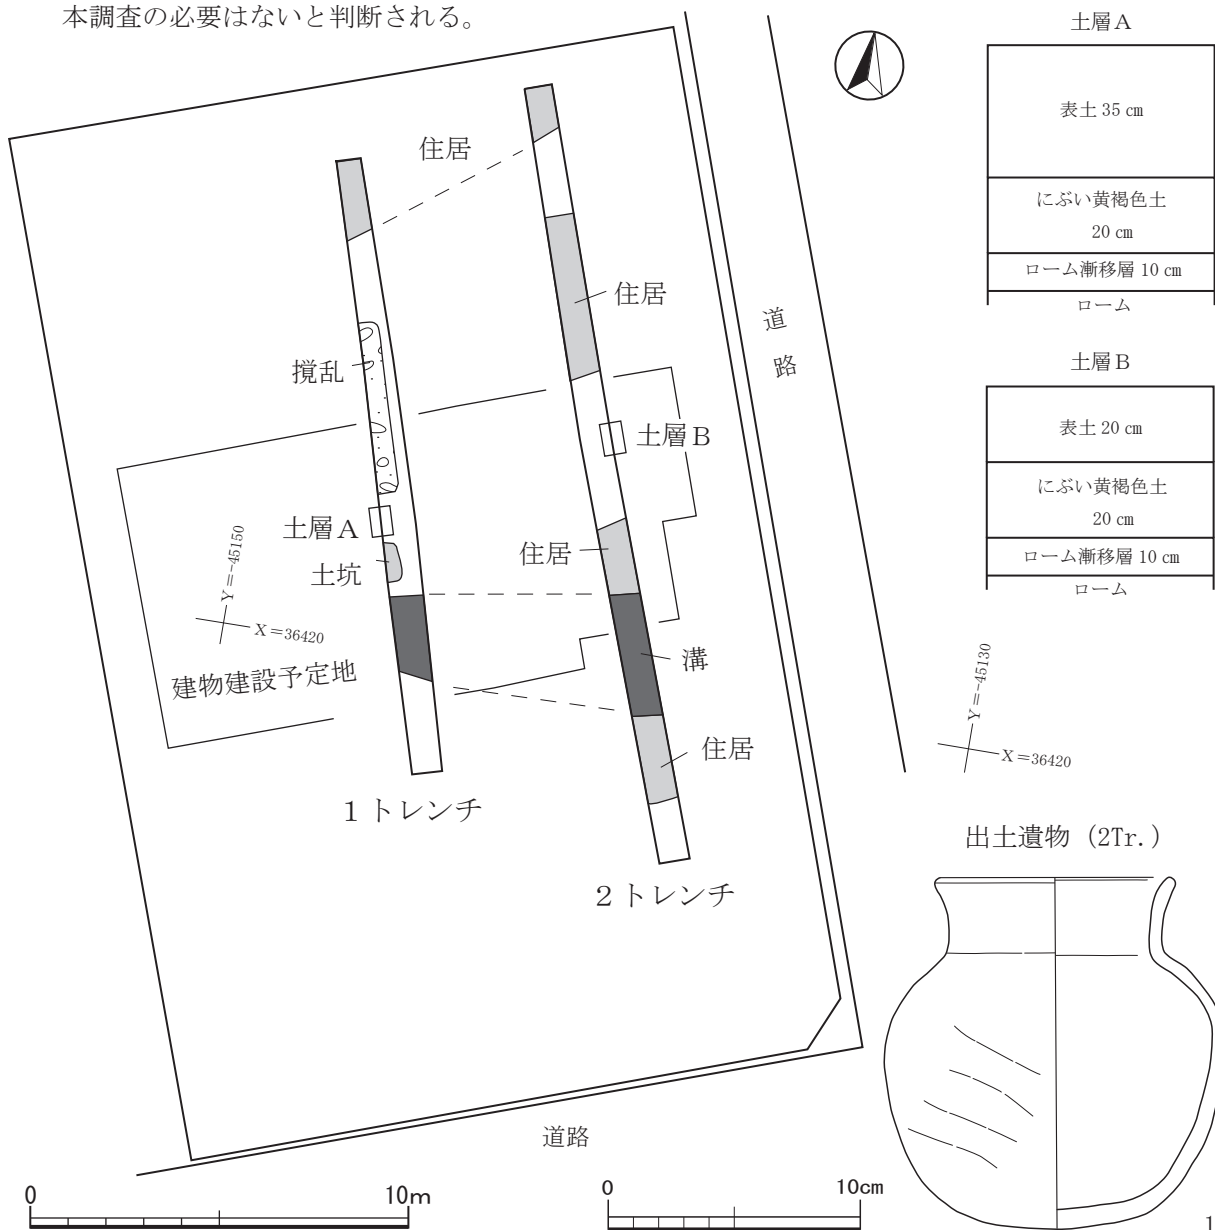 本調査の必要はないと判断される。
土層A
表土 35 ㎝
にぶい黄褐色土
20 ㎝
ローム漸移層 10 ㎝
ローム
土層B
表土 20 ㎝
にぶい黄褐色土
20 ㎝
ローム漸移層 10 ㎝
ローム
住居
住居
道路
撹乱
土層B
土層A
住居
土坑
Y=-45150
X=36420
溝
建物建設予定地
Y=-45130
X=36420
住居
1トレンチ
出土遺物(2Tr.)
2トレンチ
道路
0 10m
0 10cm
1